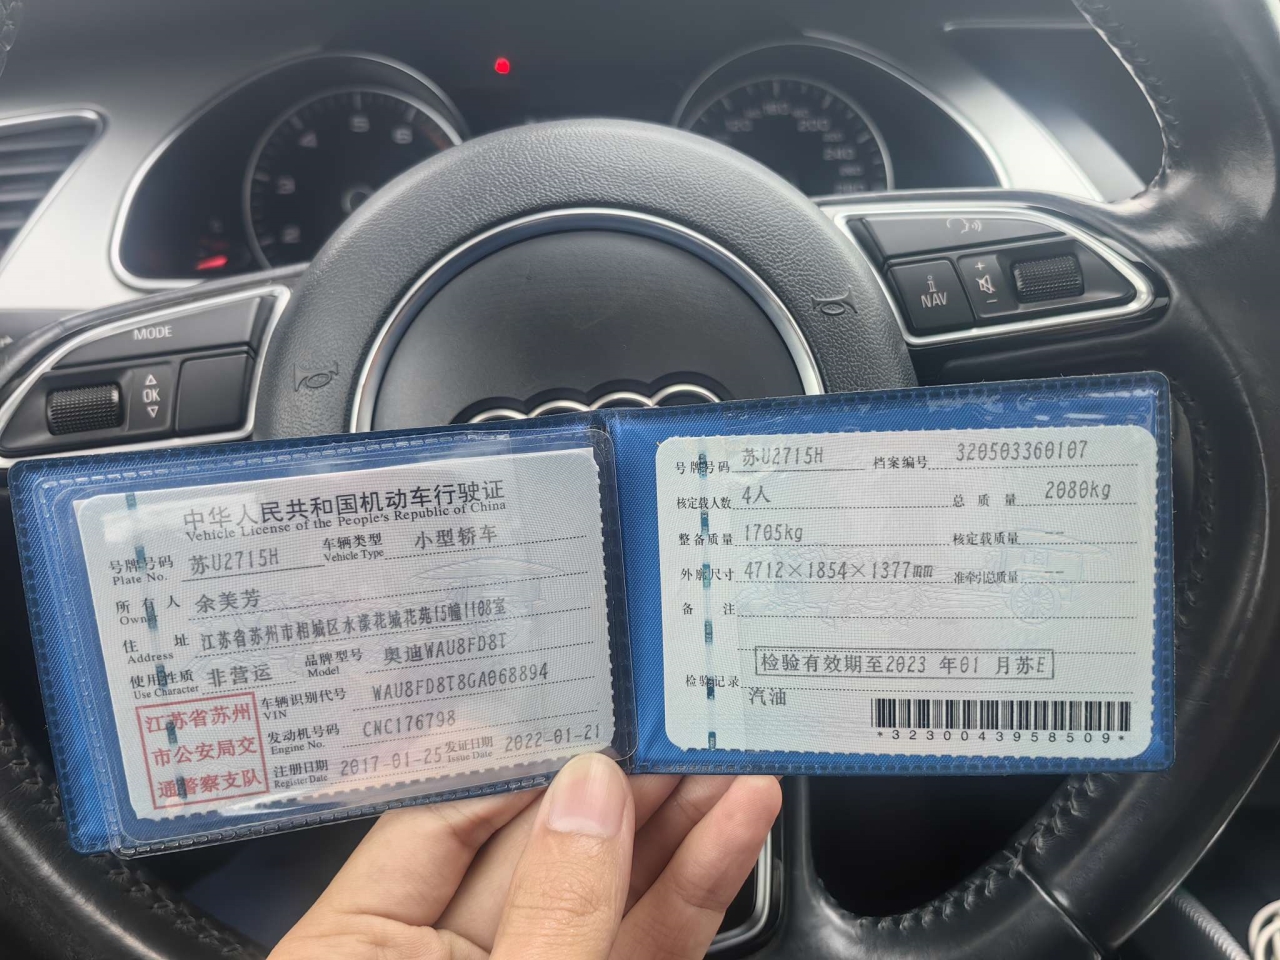 5
4
6
3
2
120
160
200
240
MODE
OK
NAV
中华人民共和国机动车行驶证
Vehicle License of the People's Republic of China
号牌号码 Plate No. 苏U2715H 车辆类型 Vehicle Type 小型轿车
所有人 Owner 余美芳
住址 Address 江苏省苏州市相城区水漾花城花苑15幢1108室
使用性质 Use Character 非营运 品牌型号 Model 奥迪WAU8FD8T
车辆识别代号 VIN WAU8FD8T8GA068894
发动机号码 Engine No. CNC176798
注册日期 Register Date 2017-01-25 发证日期 Issue Date 2022-01-21
江苏省苏州
市公安局交
通警察支队
号牌号码 苏U2715H 档案编号 320503360107
核定载人数 4人 总质量 2080kg
整备质量 1705kg 核定载质量 --
外廓尺寸 4712×1854×1377mm 准牵引总质量 --
备注
检验有效期至2023年01月苏E
检验记录
汽油
*3230043958509*